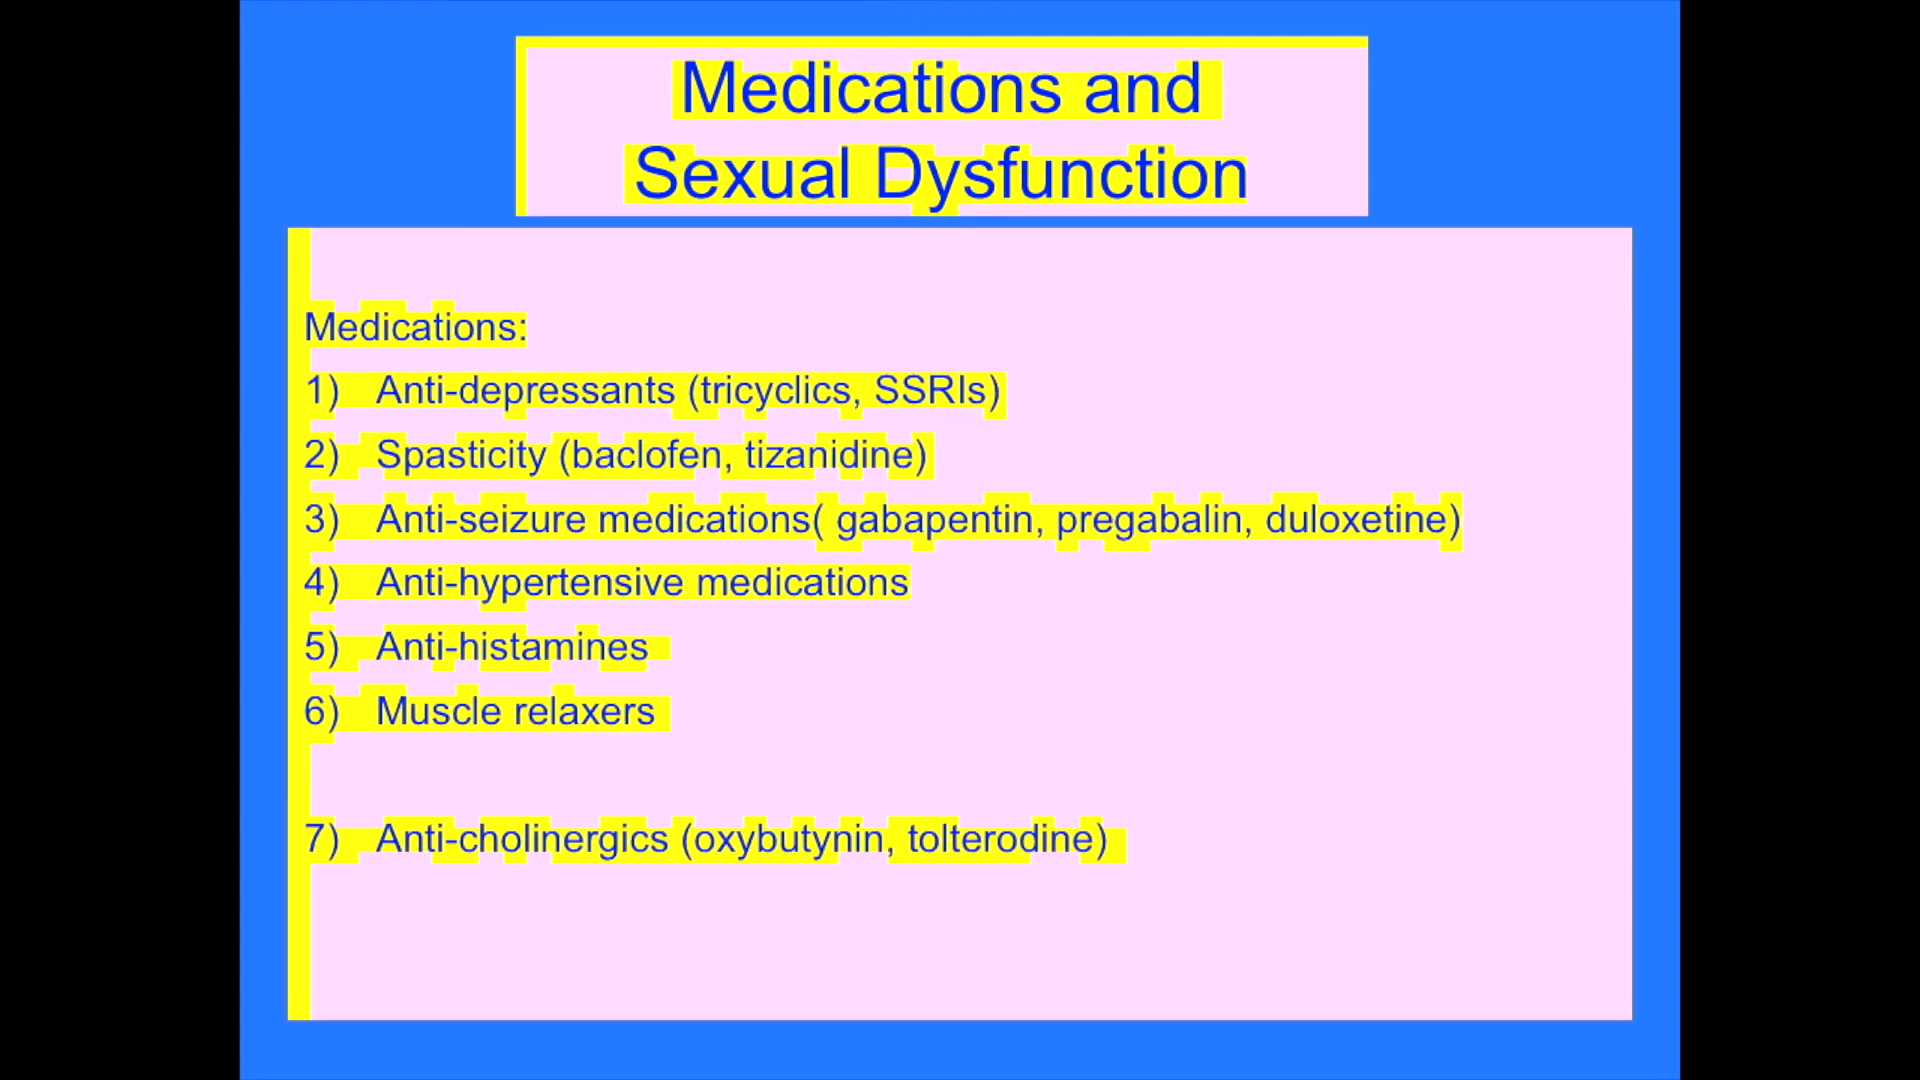 Medications and
Sexual Dysfunction
Medications:
1) Anti-depressants (tricyclics, SSRIs)
2) Spasticity (baclofen, tizanidine)
3) Anti-seizure medications( gabapentin, pregabalin, duloxetine)
4) Anti-hypertensive medications
5) Anti-histamines
6) Muscle relaxers
7) Anti-cholinergics (oxybutynin, tolterodine)